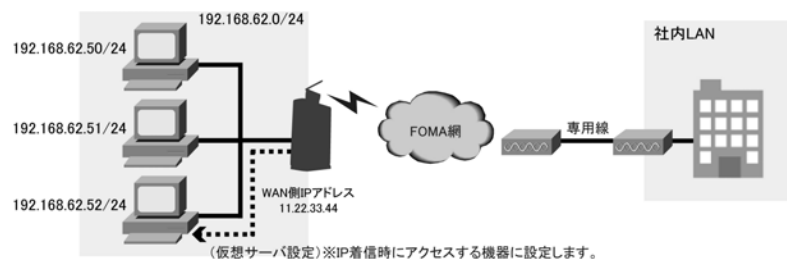 192.168.62.0/24
社内LAN
192.168.62.50/24
192.168.62.51/24
FOMA網
専用線
WAN側IPアドレス
11.22.33.44
192.168.62.52/24
(仮想サーバ設定)※IP着信時にアクセスする機器に設定します。